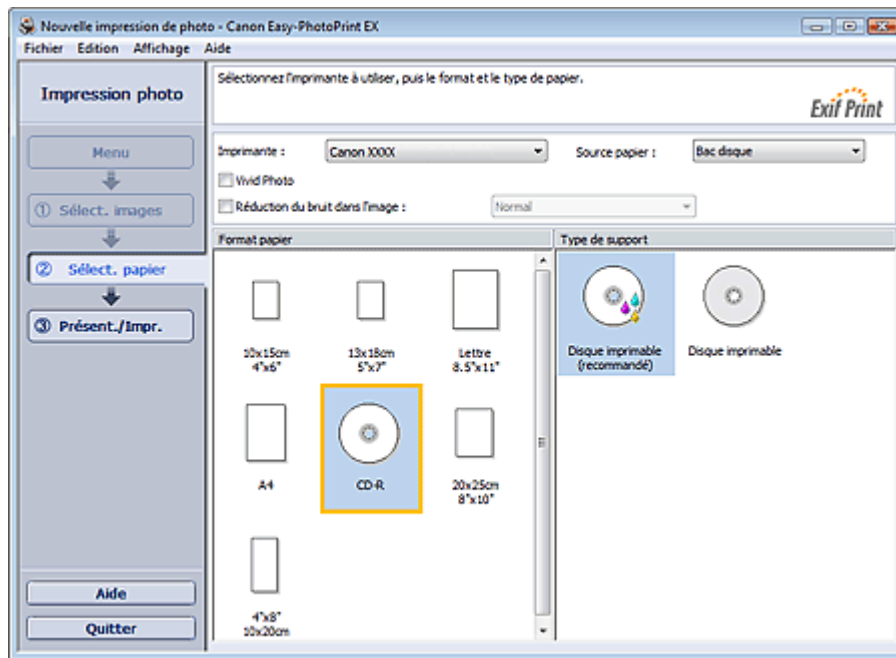 Nouvelle impression de photo - Canon Easy-PhotoPrint EX
Fichier Edition Affichage Aide
Impression photo
Sélectionnez l'imprimante à utiliser, puis le format et le type de papier.
Exif Print
Menu
① Sélect. images
② Sélect. papier
③ Présent./Impr.
Imprimante : Canon XXXX Source papier : Bac disque
Vivid Photo
Réduction du bruit dans l'image : Normal
Format papier
10x15cm
4"x6"
13x18cm
5"x7"
Lettre
8.5"x11"
A4
CD-R
20x25cm
8"x10"
4"x8"
10x20cm
Type de support
Disque imprimable
(recommandé)
Disque imprimable
Aide
Quitter